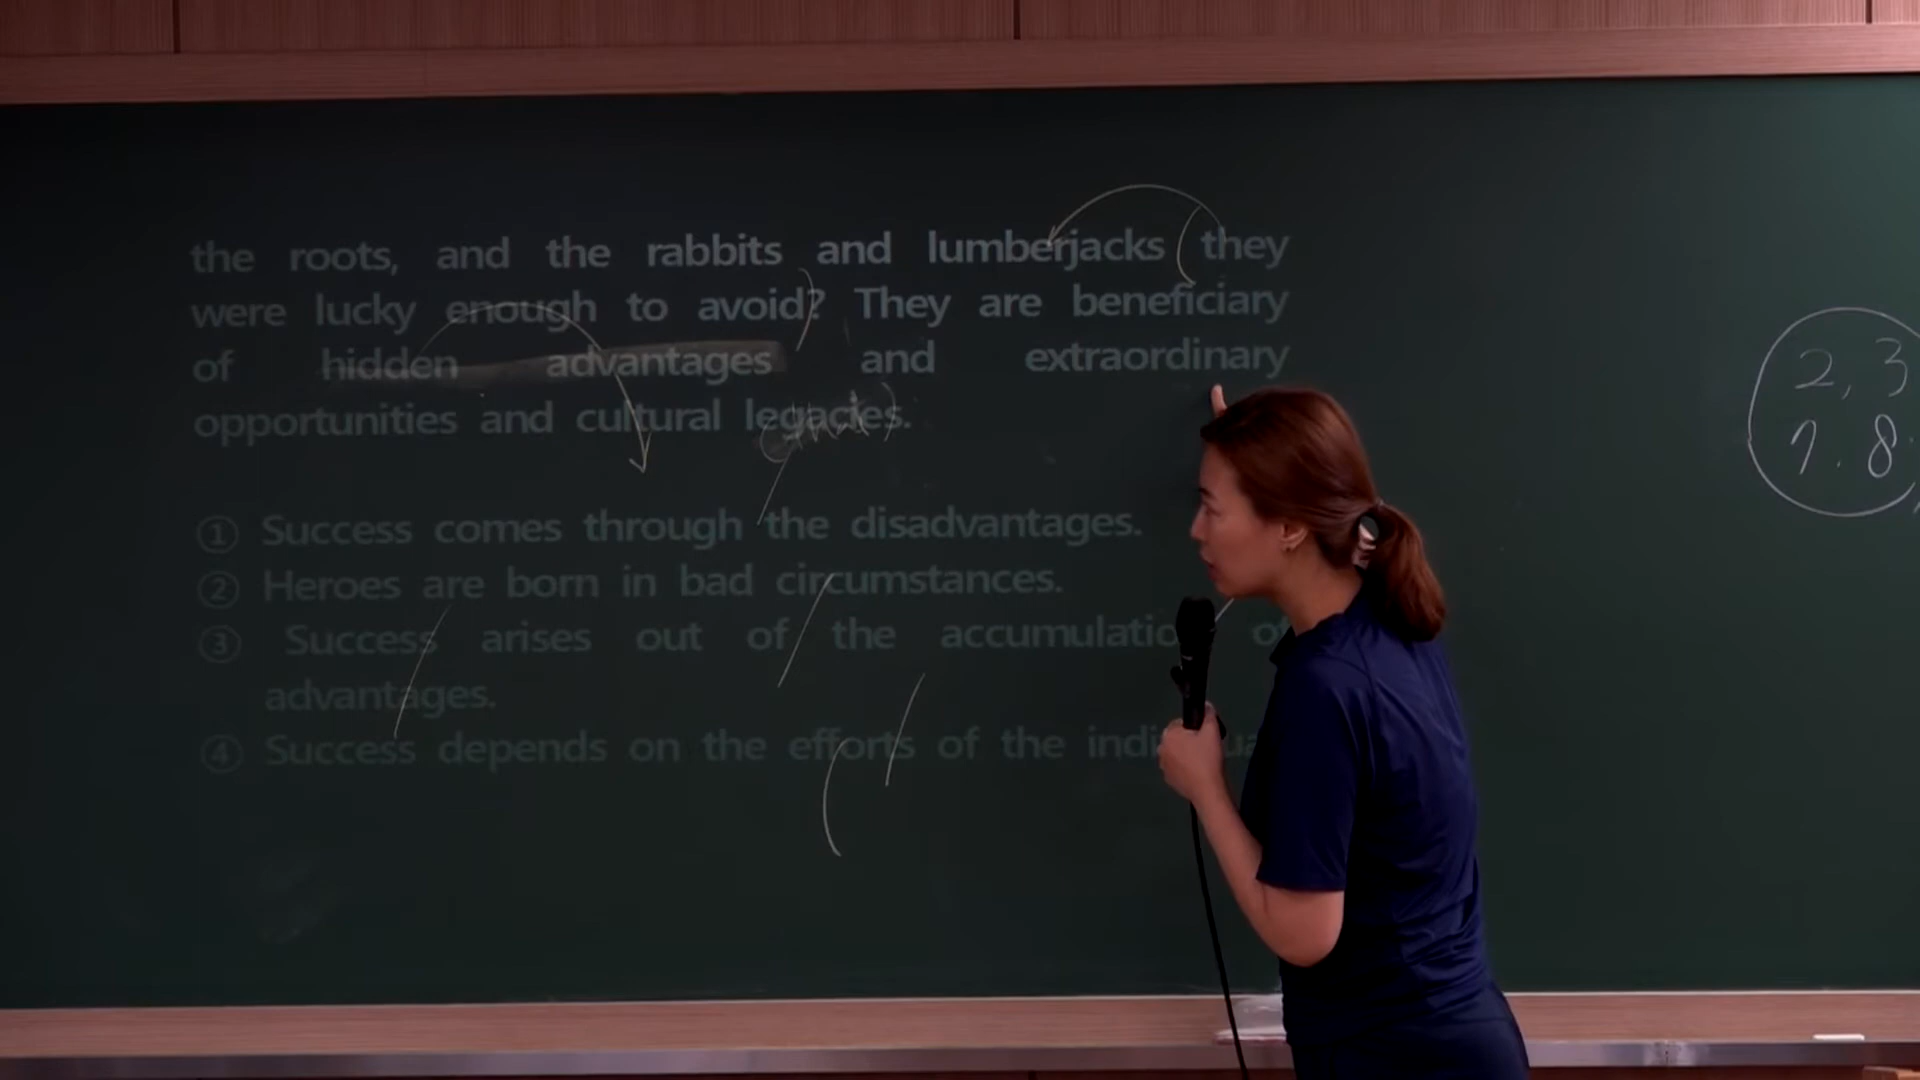 the roots, and the rabbits and lumberjacks they
were lucky enough to avoid? They are beneficiary
of hidden advantages and extraordinary
opportunities and cultural legacies.
① Success comes through the disadvantages.
② Heroes are born in bad circumstances.
③ Success arises out of the accumulatio of
advantages.
④ Success depends on the efforts of the
2, 3
7. 8